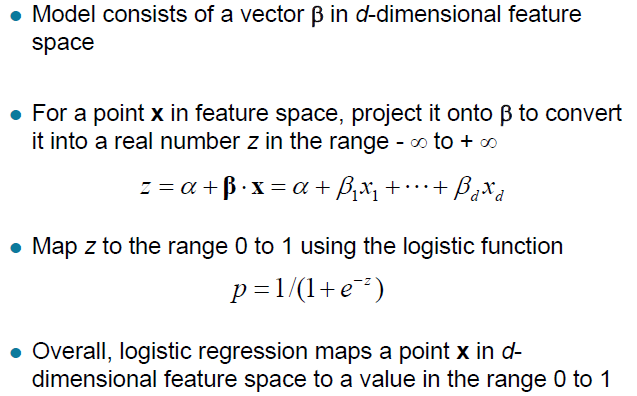 • Model consists of a vector β in d-dimensional feature
space
• For a point x in feature space, project it onto β to convert
it into a real number z in the range - ∞ to + ∞
z = α + β · x = α + β₁x₁ + ··· + β_d x_d
• Map z to the range 0 to 1 using the logistic function
p = 1/(1 + e⁻ᶻ)
• Overall, logistic regression maps a point x in d-
dimensional feature space to a value in the range 0 to 1